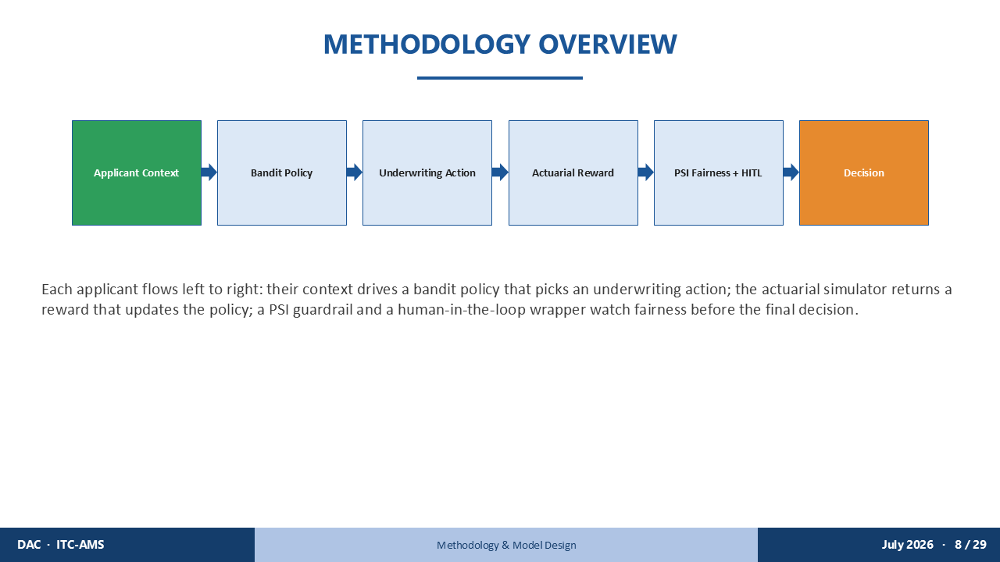 METHODOLOGY OVERVIEW
Applicant Context
Bandit Policy
Underwriting Action
Actuarial Reward
PSI Fairness + HITL
Decision
Each applicant flows left to right: their context drives a bandit policy that picks an underwriting action; the actuarial simulator returns a
reward that updates the policy; a PSI guardrail and a human-in-the-loop wrapper watch fairness before the final decision.
DAC · ITC-AMS
Methodology & Model Design
July 2026 · 8 / 29